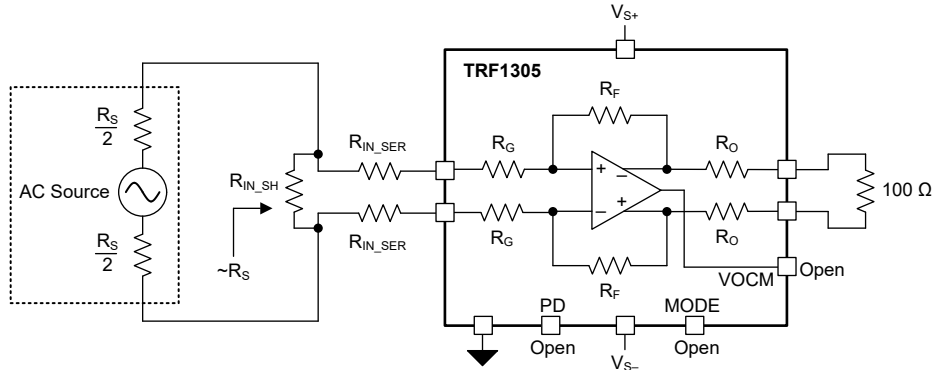 V_S+
TRF1305
R_F
R_S
2
R_IN_SER
R_G
R_O
AC Source
R_IN_SH
+
−
100 Ω
−
+
R_S
2
R_IN_SER
R_G
R_O
~R_S
R_F
VOCM
Open
PD
MODE
Open
Open
V_S−